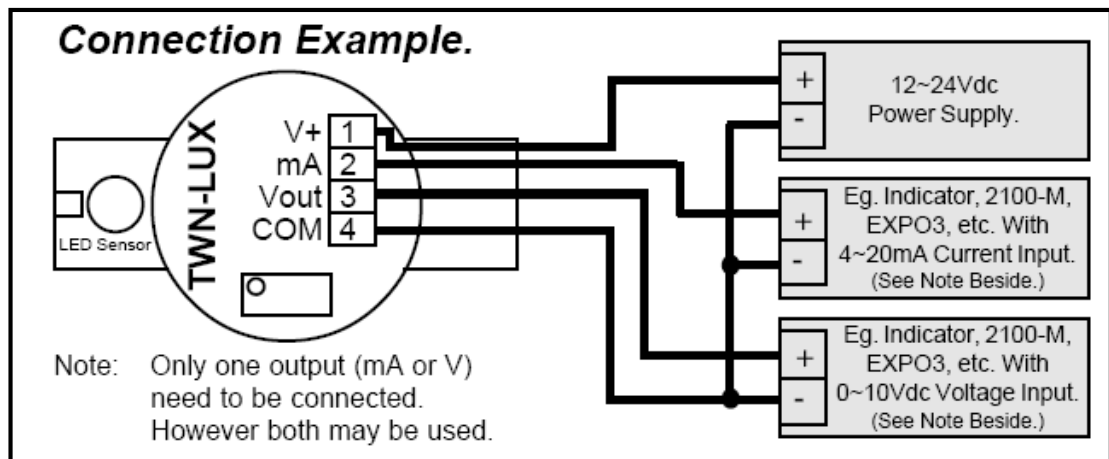 Connection Example.
TWN-LUX
LED Sensor
V+ 1
mA 2
Vout 3
COM 4
+
-
12~24Vdc
Power Supply.
+
-
Eg. Indicator, 2100-M,
EXPO3, etc. With
4~20mA Current Input.
(See Note Beside.)
+
-
Eg. Indicator, 2100-M,
EXPO3, etc. With
0~10Vdc Voltage Input.
(See Note Beside.)
Note: Only one output (mA or V)
need to be connected.
However both may be used.